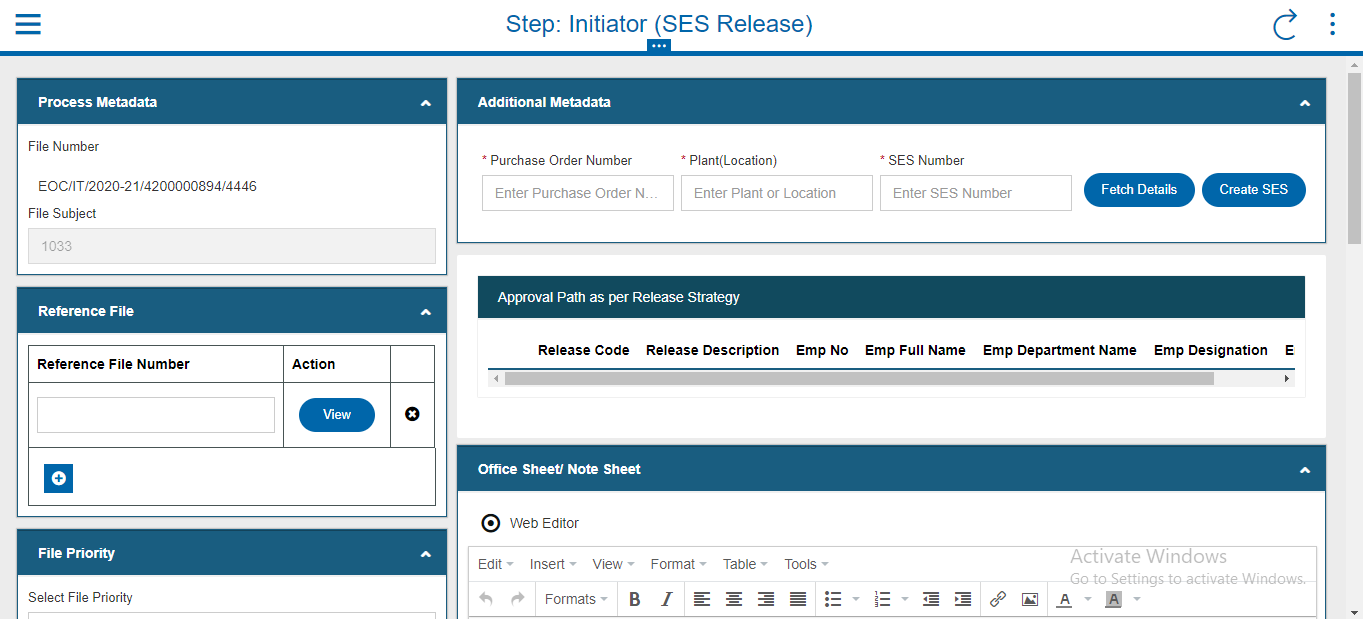 Step: Initiator (SES Release)
Process Metadata
File Number
EOC/IT/2020-21/4200000894/4446
File Subject
1033
Reference File
Reference File Number Action
View
File Priority
Select File Priority
Additional Metadata
* Purchase Order Number * Plant(Location) * SES Number
Enter Purchase Order N... Enter Plant or Location Enter SES Number Fetch Details Create SES
Approval Path as per Release Strategy
Release Code Release Description Emp No Emp Full Name Emp Department Name Emp Designation E
Office Sheet/ Note Sheet
Web Editor
Edit Insert View Format Table Tools
Formats B I A A
Activate Windows
Go to Settings to activate Windows.